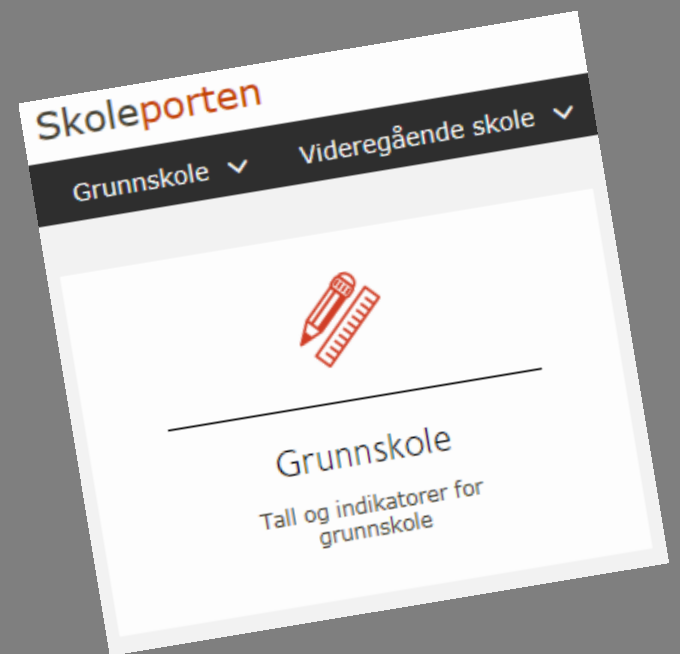 Skoleporten
Grunnskole Videregående skole
Grunnskole
Tall og indikatorer for
grunnskole